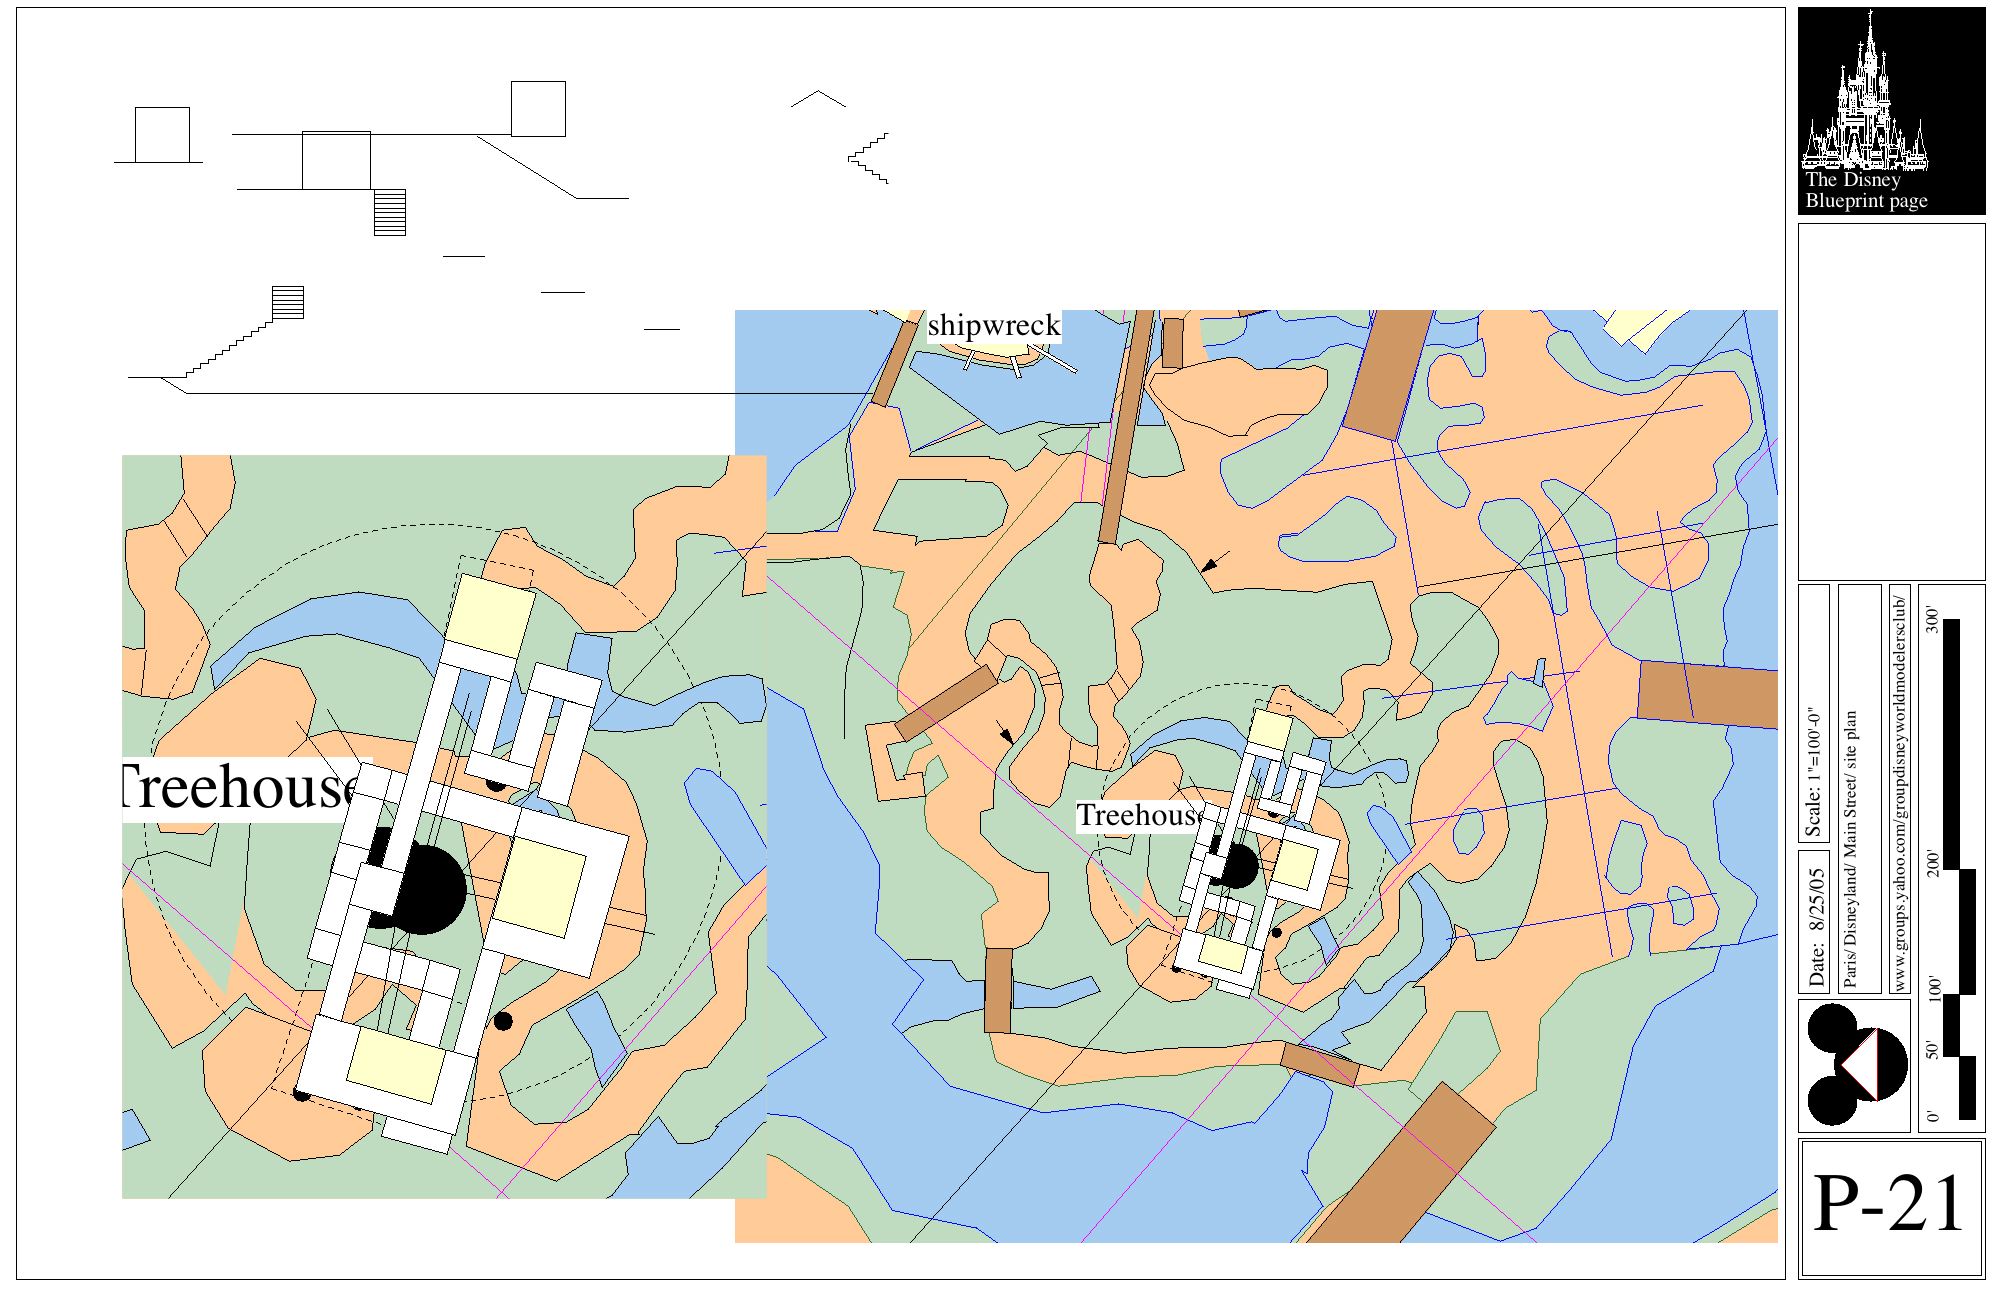 shipwreck
Treehouse
Treehouse
The Disney
Blueprint page
Scale: 1"=100'-0"
Date: 8/25/05
Paris/ Disneyland/ Main Street/ site plan
www.groups.yahoo.com/groupdisneyworldmodelersclub/
300'
200'
100'
50'
0'
P-21